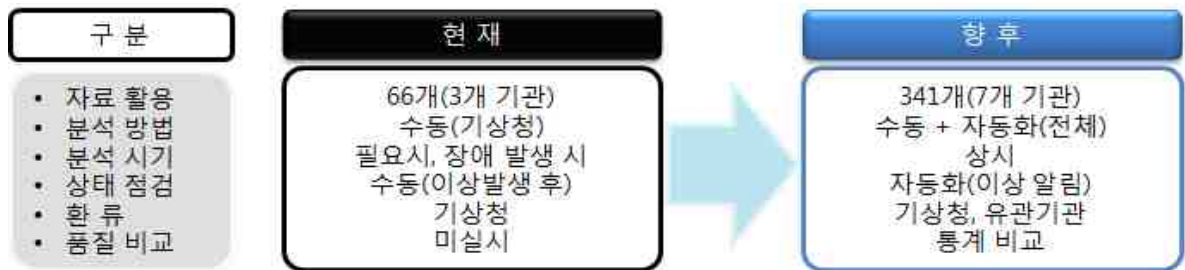 구 분
• 자료 활용
• 분석 방법
• 분석 시기
• 상태 점검
• 환 류
• 품질 비교
현 재
66개(3개 기관)
수동(기상청)
필요시, 장애 발생 시
수동(이상발생 후)
기상청
미실시
향 후
341개(7개 기관)
수동 + 자동화(전체)
상시
자동화(이상 알림)
기상청, 유관기관
통계 비교